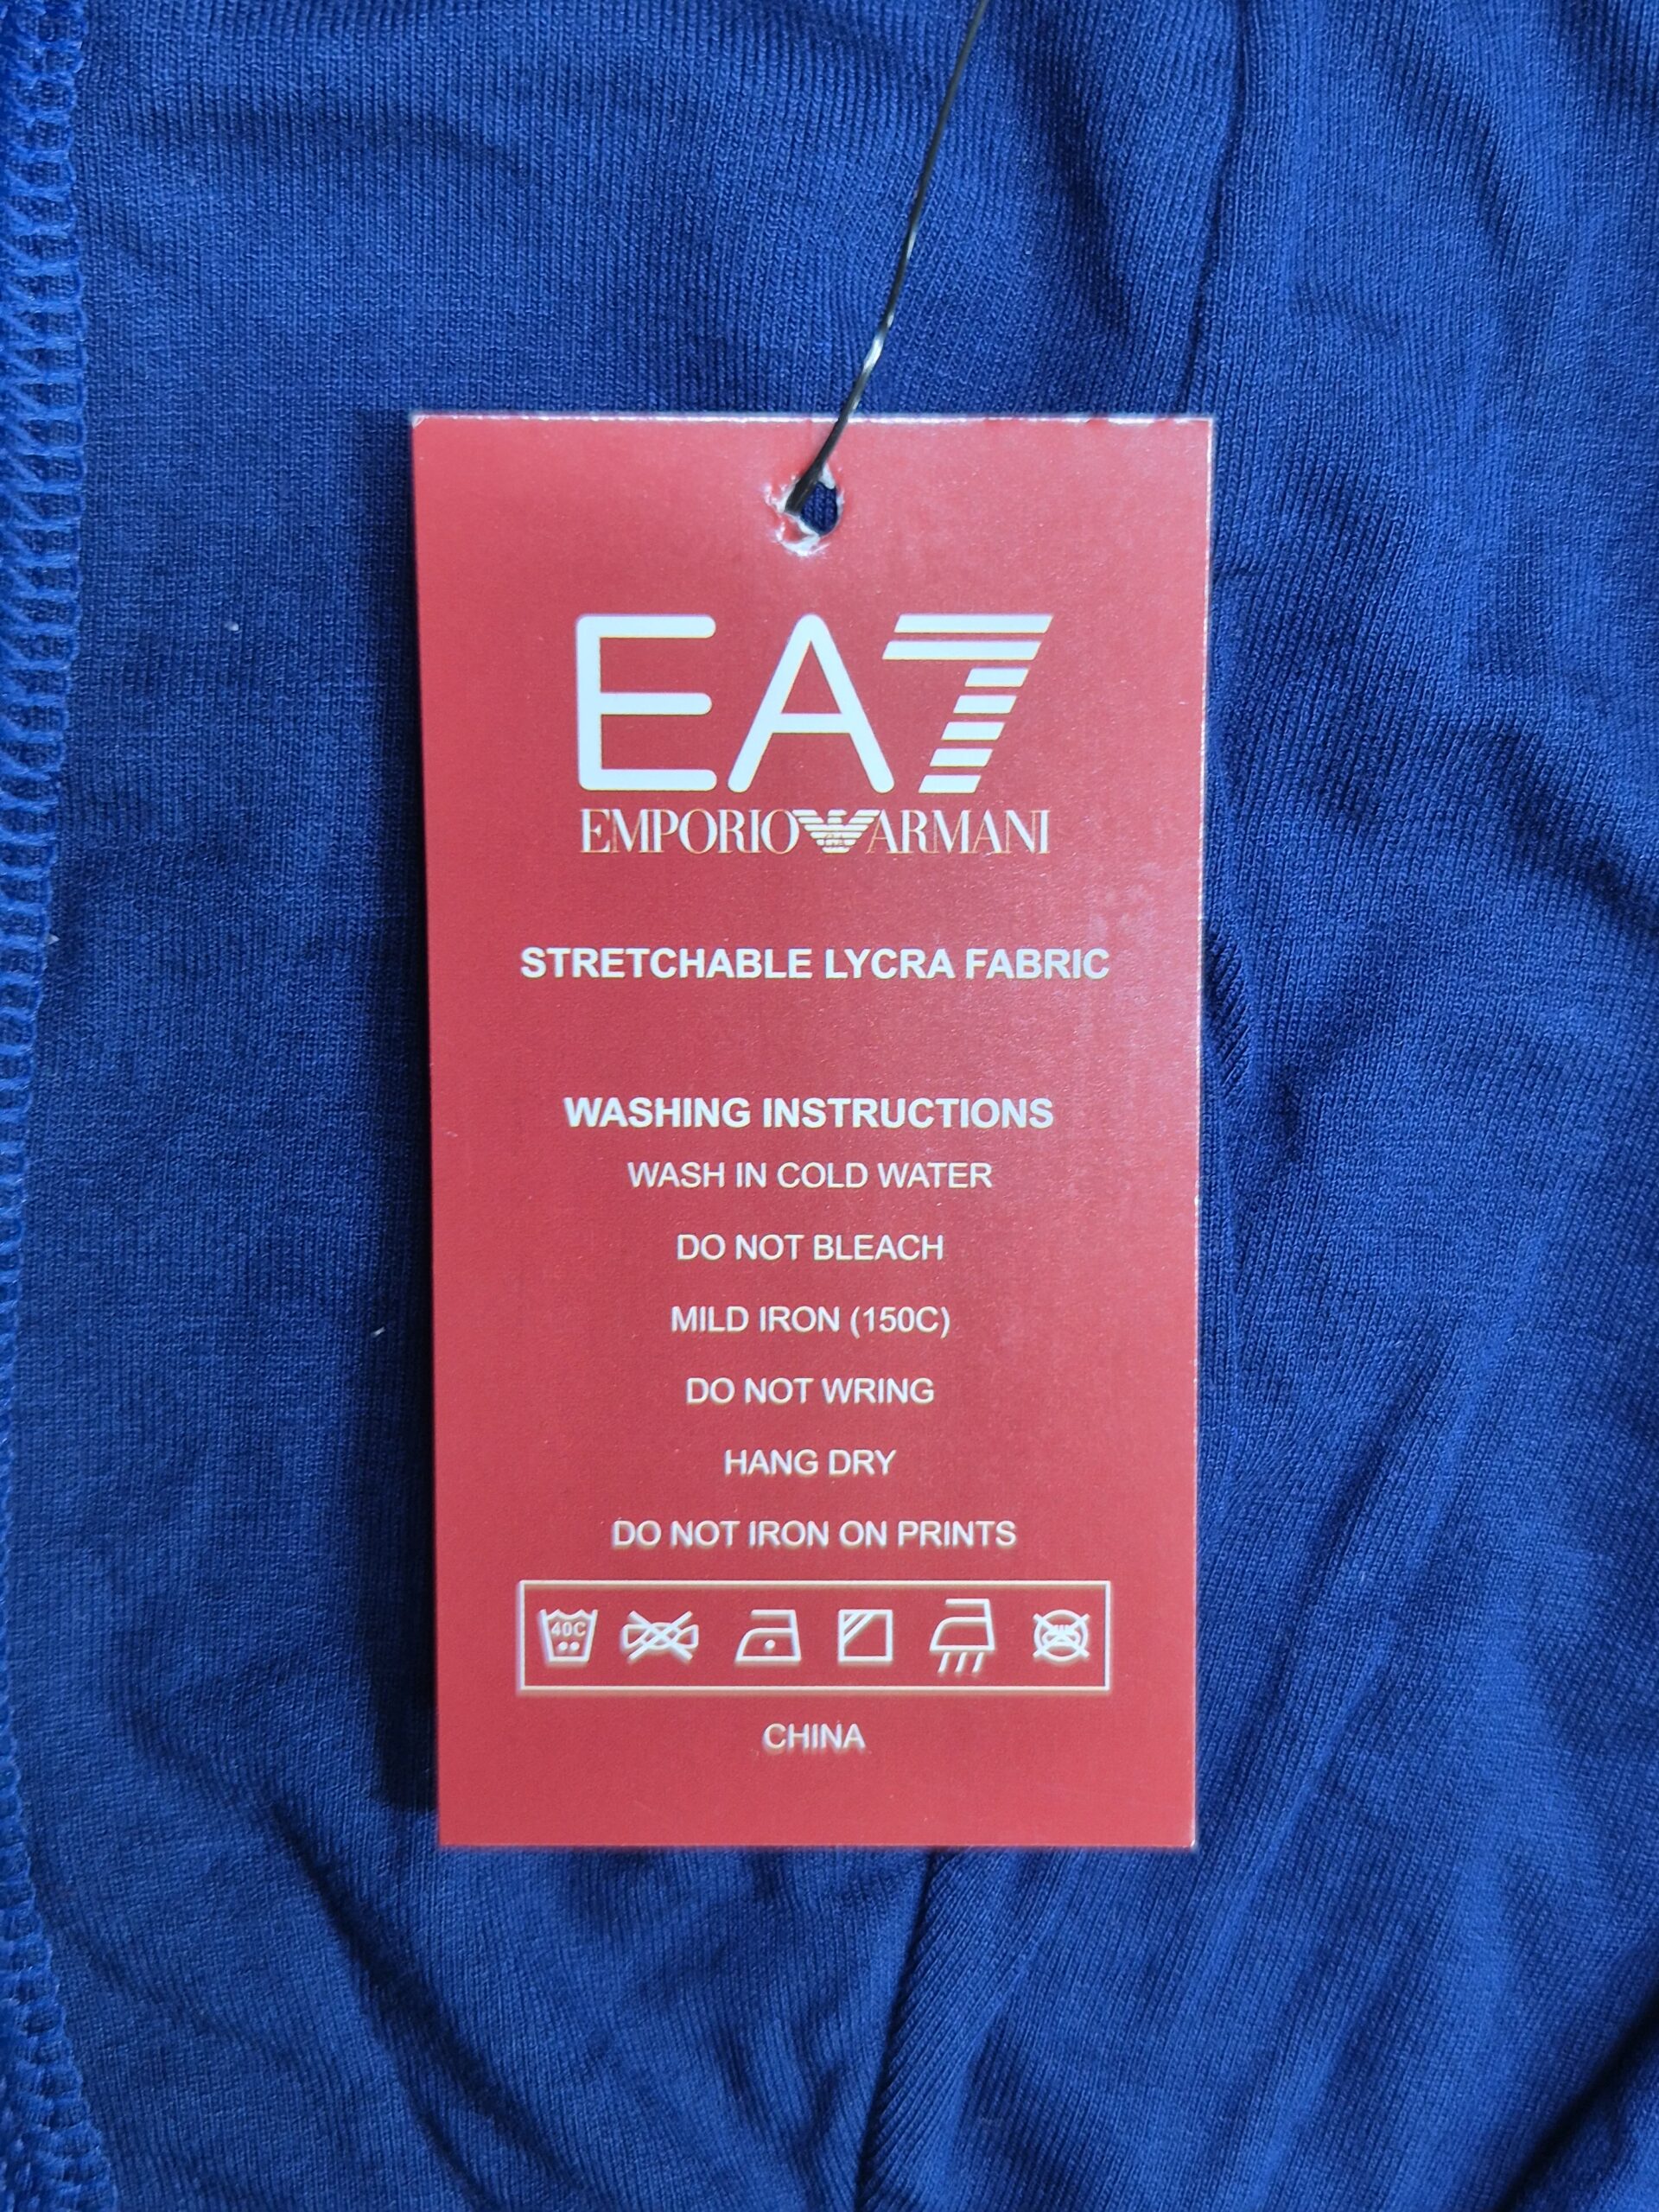 EA7
EMPORIO ARMANI
STRETCHABLE LYCRA FABRIC
WASHING INSTRUCTIONS
WASH IN COLD WATER
DO NOT BLEACH
MILD IRON (150C)
DO NOT WRING
HANG DRY
DO NOT IRON ON PRINTS
40C
CHINA